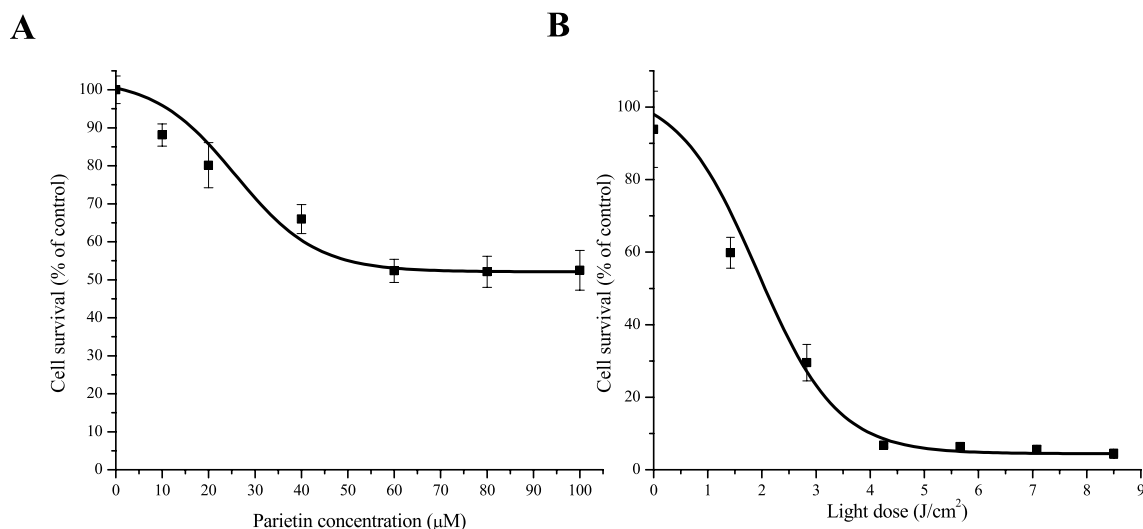 A
B
100
90
80
70
60
50
40
30
20
10
0
Cell survival (% of control)
0 10 20 30 40 50 60 70 80 90 100
Parietin concentration (μM)
100
80
60
40
20
0
Cell survival (% of control)
0 1 2 3 4 5 6 7 8 9
Light dose (J/cm²)